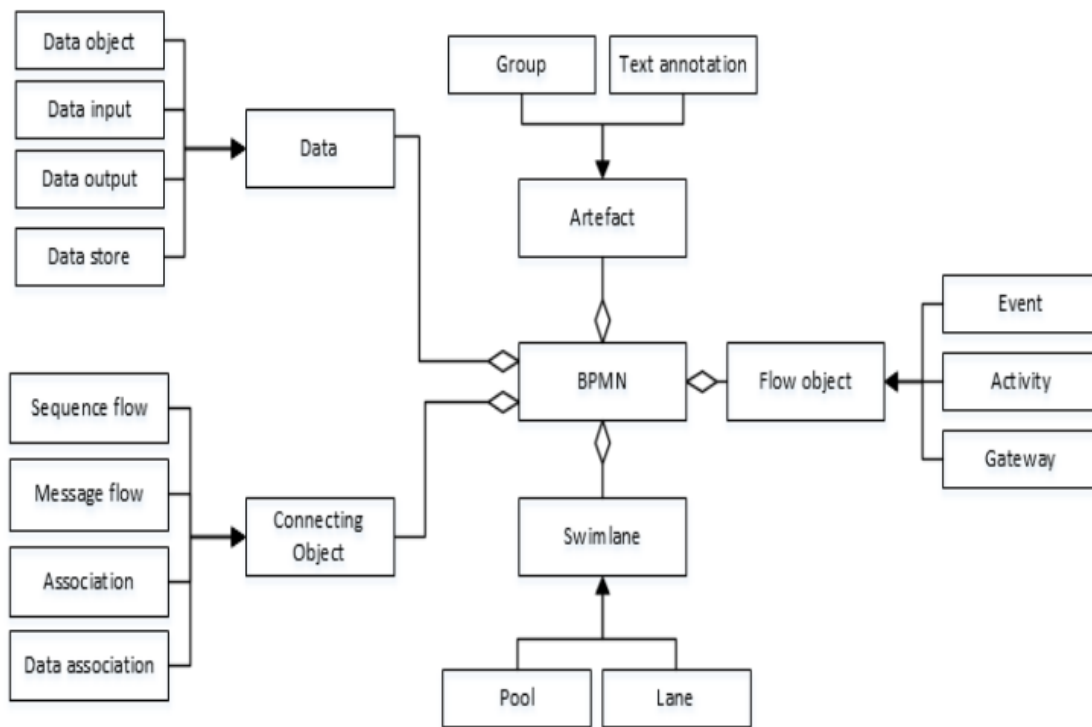 Data object
Data input
Data output
Data store
Data
Group
Text annotation
Artefact
BPMN
Flow object
Event
Activity
Gateway
Sequence flow
Message flow
Association
Data association
Connecting
Object
Swimlane
Pool
Lane